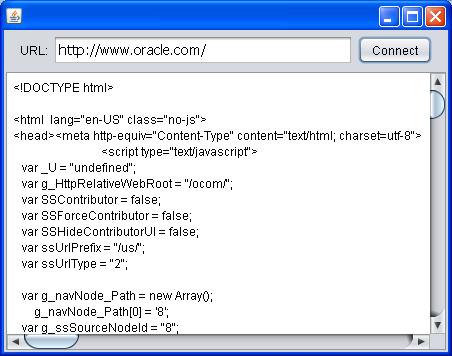 URL: http://www.oracle.com/ Connect
<!DOCTYPE html>
<html  lang="en-US" class="no-js">
<head><meta http-equiv="Content-Type" content="text/html; charset=utf-8">
<script type="text/javascript">
var _U = "undefined";
var g_HttpRelativeWebRoot = "/ocom/";
var SSContributor = false;
var SSForceContributor = false;
var SSHideContributorUI = false;
var ssUrlPrefix = "/us/";
var ssUrlType = "2";
var g_navNode_Path = new Array();
g_navNode_Path[0] = '8';
var g_ssSourceNodeId = "8";